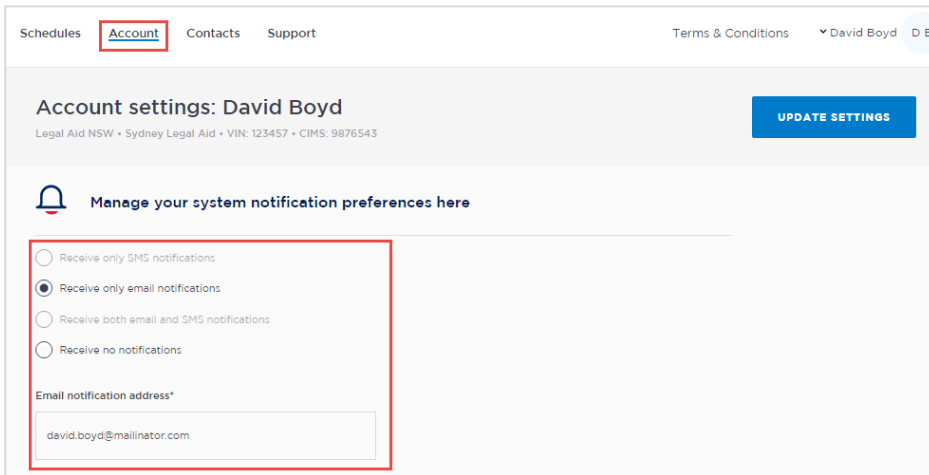 Schedules Account Contacts Support Terms & Conditions David Boyd D
Account settings: David Boyd
Legal Aid NSW • Sydney Legal Aid • VIN: 123457 • CIMS: 9876543
UPDATE SETTINGS
Manage your system notification preferences here
Receive only SMS notifications
Receive only email notifications
Receive both email and SMS notifications
Receive no notifications
Email notification address*
david.boyd@mailinator.com